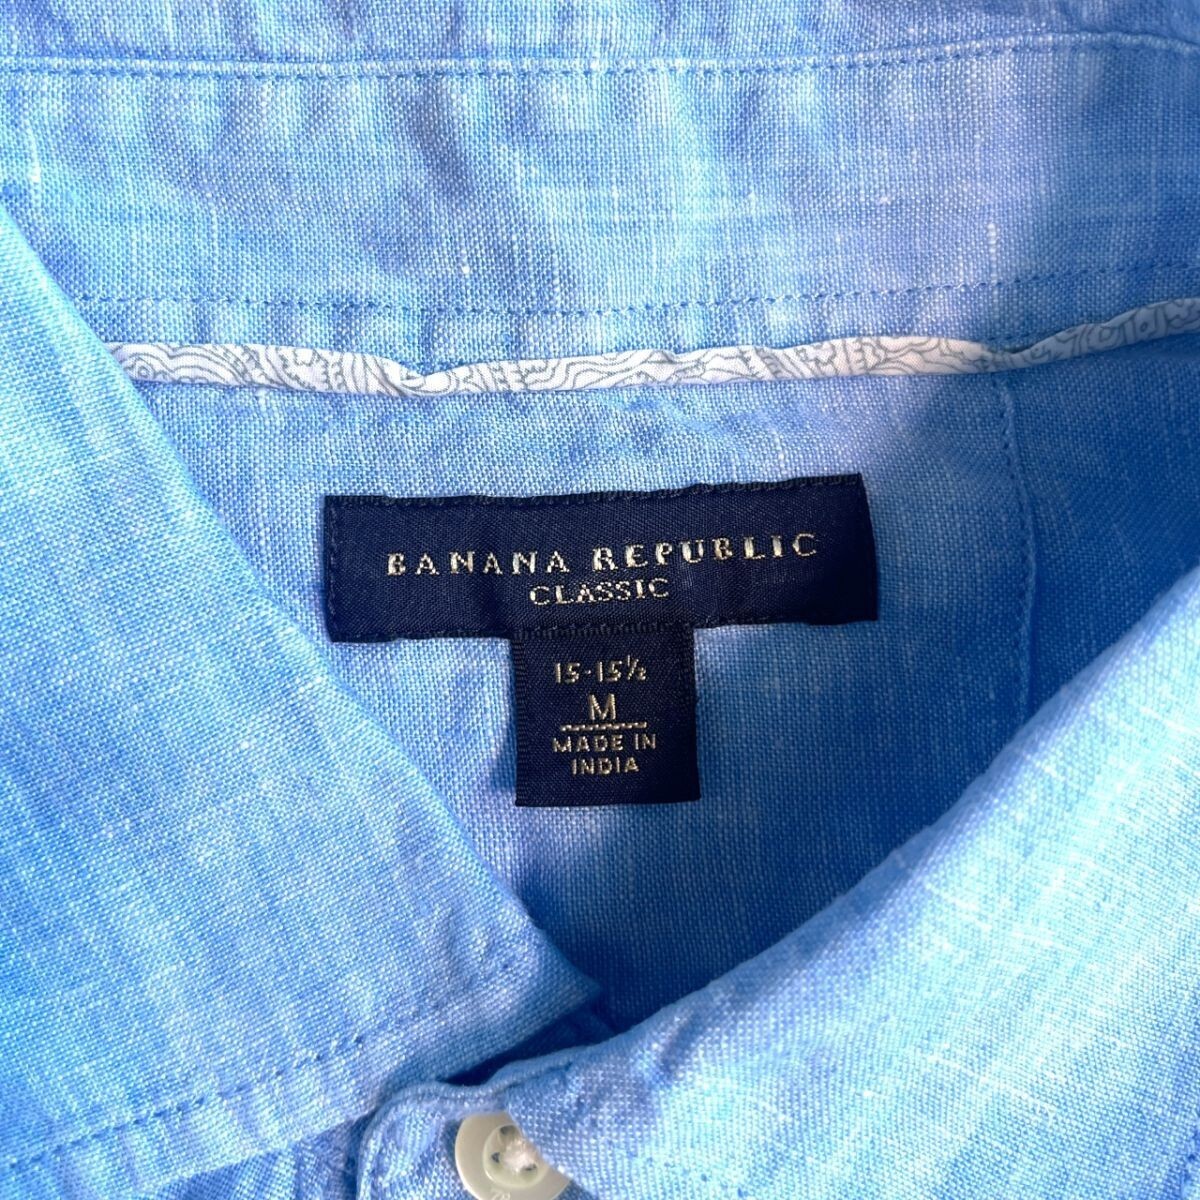 BANANA REPUBLIC
CLASSIC
15-15½
M
MADE IN
INDIA